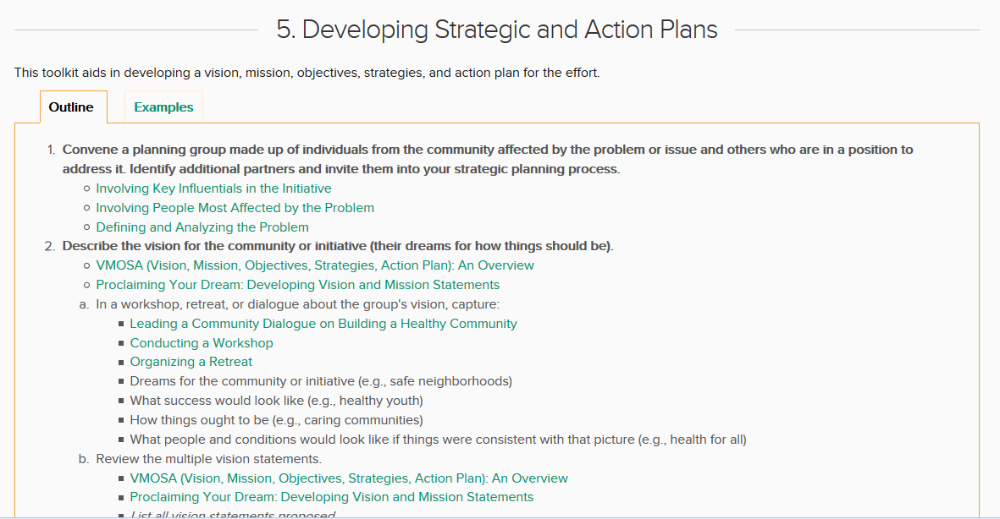 5. Developing Strategic and Action Plans
This toolkit aids in developing a vision, mission, objectives, strategies, and action plan for the effort.
Outline
Examples
1. Convene a planning group made up of individuals from the community affected by the problem or issue and others who are in a position to
address it. Identify additional partners and invite them into your strategic planning process.
Involving Key Influentials in the Initiative
Involving People Most Affected by the Problem
Defining and Analyzing the Problem
2. Describe the vision for the community or initiative (their dreams for how things should be).
VMOSA (Vision, Mission, Objectives, Strategies, Action Plan): An Overview
Proclaiming Your Dream: Developing Vision and Mission Statements
a. In a workshop, retreat, or dialogue about the group's vision, capture:
Leading a Community Dialogue on Building a Healthy Community
Conducting a Workshop
Organizing a Retreat
Dreams for the community or initiative (e.g., safe neighborhoods)
What success would look like (e.g., healthy youth)
How things ought to be (e.g., caring communities)
What people and conditions would look like if things were consistent with that picture (e.g., health for all)
b. Review the multiple vision statements.
VMOSA (Vision, Mission, Objectives, Strategies, Action Plan): An Overview
Proclaiming Your Dream: Developing Vision and Mission Statements
List all vision statements proposed